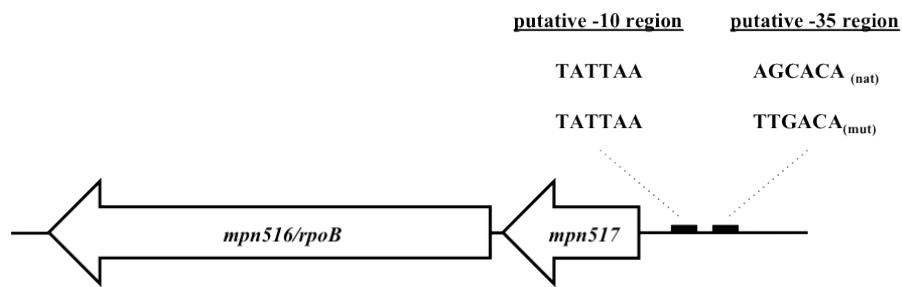 putative -10 region putative -35 region
TATTAA AGCACA (nat)
TATTAA TTGACA(mut)
mpn516/rpoB mpn517